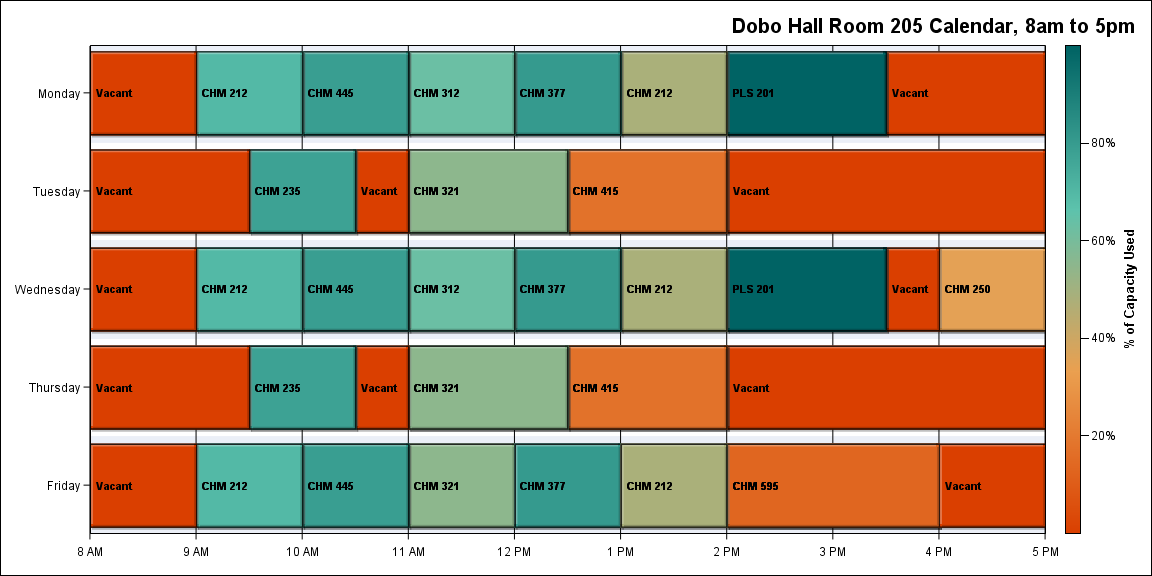 Dobo Hall Room 205 Calendar, 8am to 5pm
Monday
Vacant
CHM 212
CHM 445
CHM 312
CHM 377
CHM 212
PLS 201
Vacant
Tuesday
Vacant
CHM 235
Vacant
CHM 321
CHM 415
Vacant
Wednesday
Vacant
CHM 212
CHM 445
CHM 312
CHM 377
CHM 212
PLS 201
Vacant
CHM 250
Thursday
Vacant
CHM 235
Vacant
CHM 321
CHM 415
Vacant
Friday
Vacant
CHM 212
CHM 445
CHM 321
CHM 377
CHM 212
CHM 595
Vacant
8 AM
9 AM
10 AM
11 AM
12 PM
1 PM
2 PM
3 PM
4 PM
5 PM
80%
60%
40%
20%
% of Capacity Used